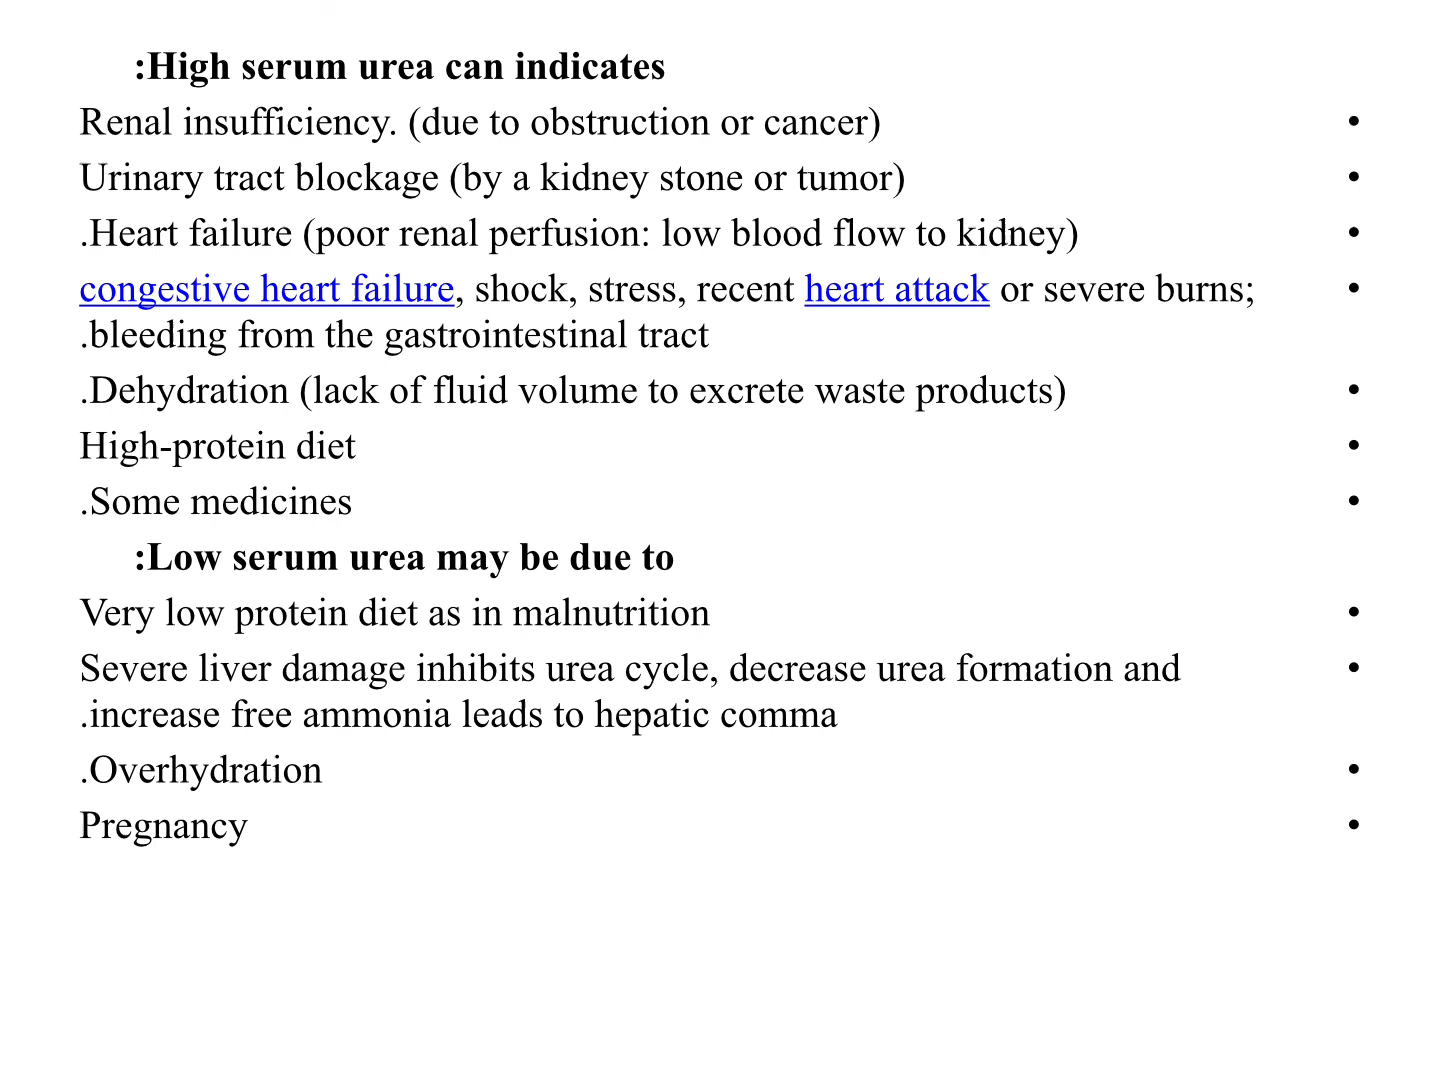 :High serum urea can indicates
Renal insufficiency. (due to obstruction or cancer) •
Urinary tract blockage (by a kidney stone or tumor) •
.Heart failure (poor renal perfusion: low blood flow to kidney) •
congestive heart failure, shock, stress, recent heart attack or severe burns; •
.bleeding from the gastrointestinal tract
.Dehydration (lack of fluid volume to excrete waste products) •
High-protein diet •
.Some medicines •
:Low serum urea may be due to
Very low protein diet as in malnutrition •
Severe liver damage inhibits urea cycle, decrease urea formation and •
.increase free ammonia leads to hepatic comma
.Overhydration •
Pregnancy •